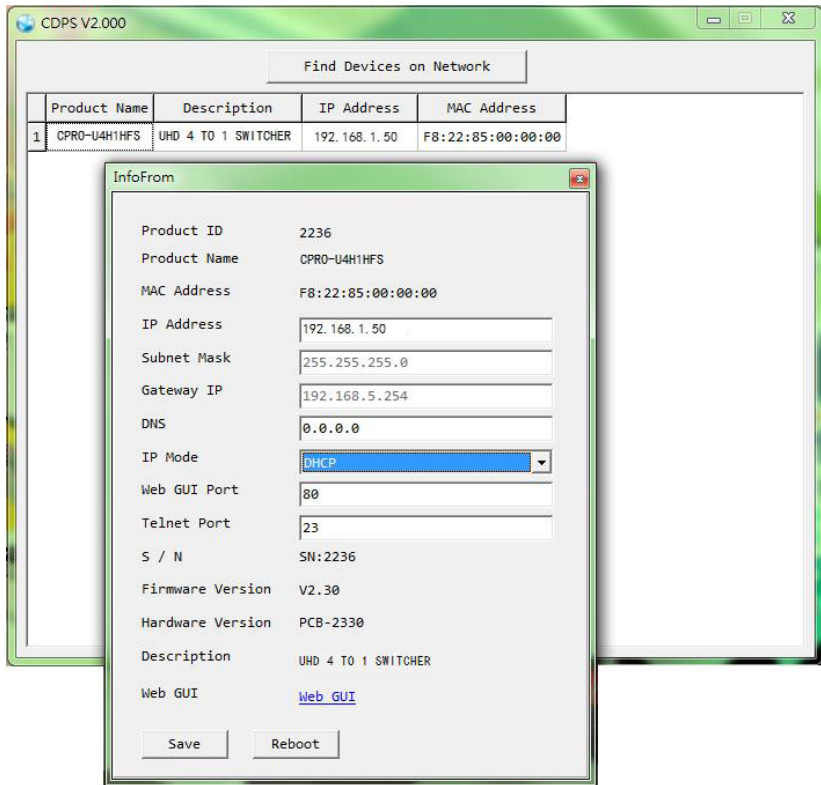 CDPS V2.000
Find Devices on Network
Product Name Description IP Address MAC Address
1 CPRO-U4H1HFS UHD 4 TO 1 SWITCHER 192.168.1.50 F8:22:85:00:00:00
InfoFrom
Product ID 2236
Product Name CPRO-U4H1HFS
MAC Address F8:22:85:00:00:00
IP Address 192.168.1.50
Subnet Mask 255.255.255.0
Gateway IP 192.168.5.254
DNS 0.0.0.0
IP Mode DHCP
Web GUI Port 80
Telnet Port 23
S / N SN:2236
Firmware Version V2.30
Hardware Version PCB-2330
Description UHD 4 TO 1 SWITCHER
Web GUI Web GUI
Save Reboot